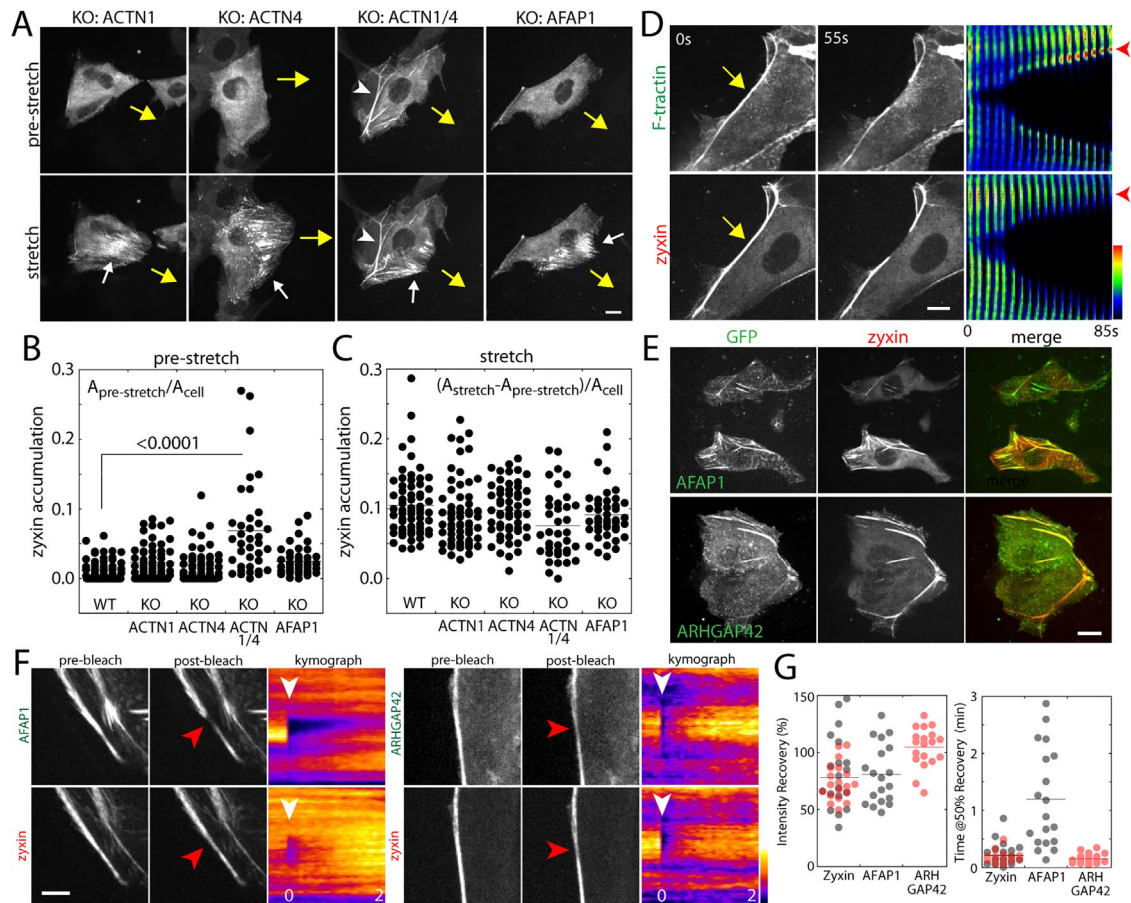 A
KO: ACTN1
KO: ACTN4
KO: ACTN1/4
KO: AFAP1
pre-stretch
stretch
B
pre-stretch
Apre-stretch/Acell
<0.0001
zyxin accumulation
0.3
0.2
0.1
0.0
WT
KO
KO
KO
KO
ACTN1
ACTN4
ACTN
1/4
AFAP1
C
stretch
(Astretch-Apre-stretch)/Acell
zyxin accumulation
0.3
0.2
0.1
0.0
WT
KO
KO
KO
KO
ACTN1
ACTN4
ACTN
1/4
AFAP1
D
0s
55s
F-tractin
zyxin
0
85s
E
GFP
zyxin
merge
AFAP1
merge
ARHGAP42
F
pre-bleach
post-bleach
kymograph
pre-bleach
post-bleach
kymograph
AFAP1
ARHGAP42
zyxin
0
2
zyxin
0
2
G
Intensity Recovery (%)
150
100
50
0
Zyxin
AFAP1
ARH
GAP42
Time @50% Recovery (min)
3
2
1
0
Zyxin
AFAP1
ARH
GAP42